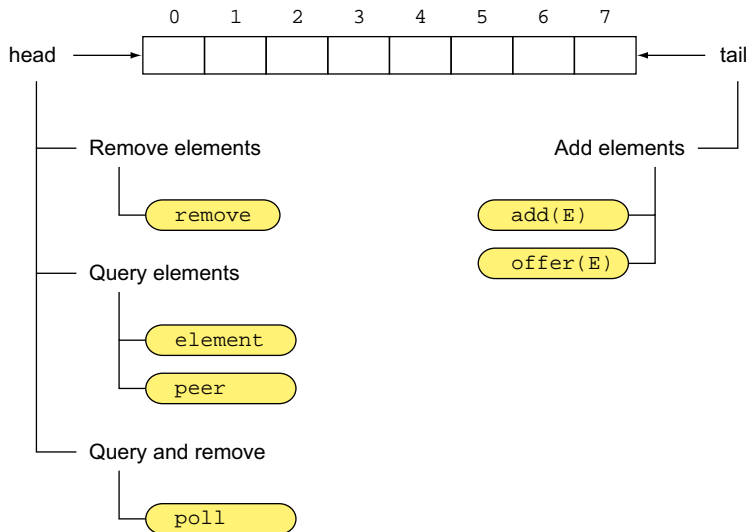 0 1 2 3 4 5 6 7
head
tail
Remove elements
remove
Query elements
element
peer
Query and remove
poll
Add elements
add(E)
offer(E)